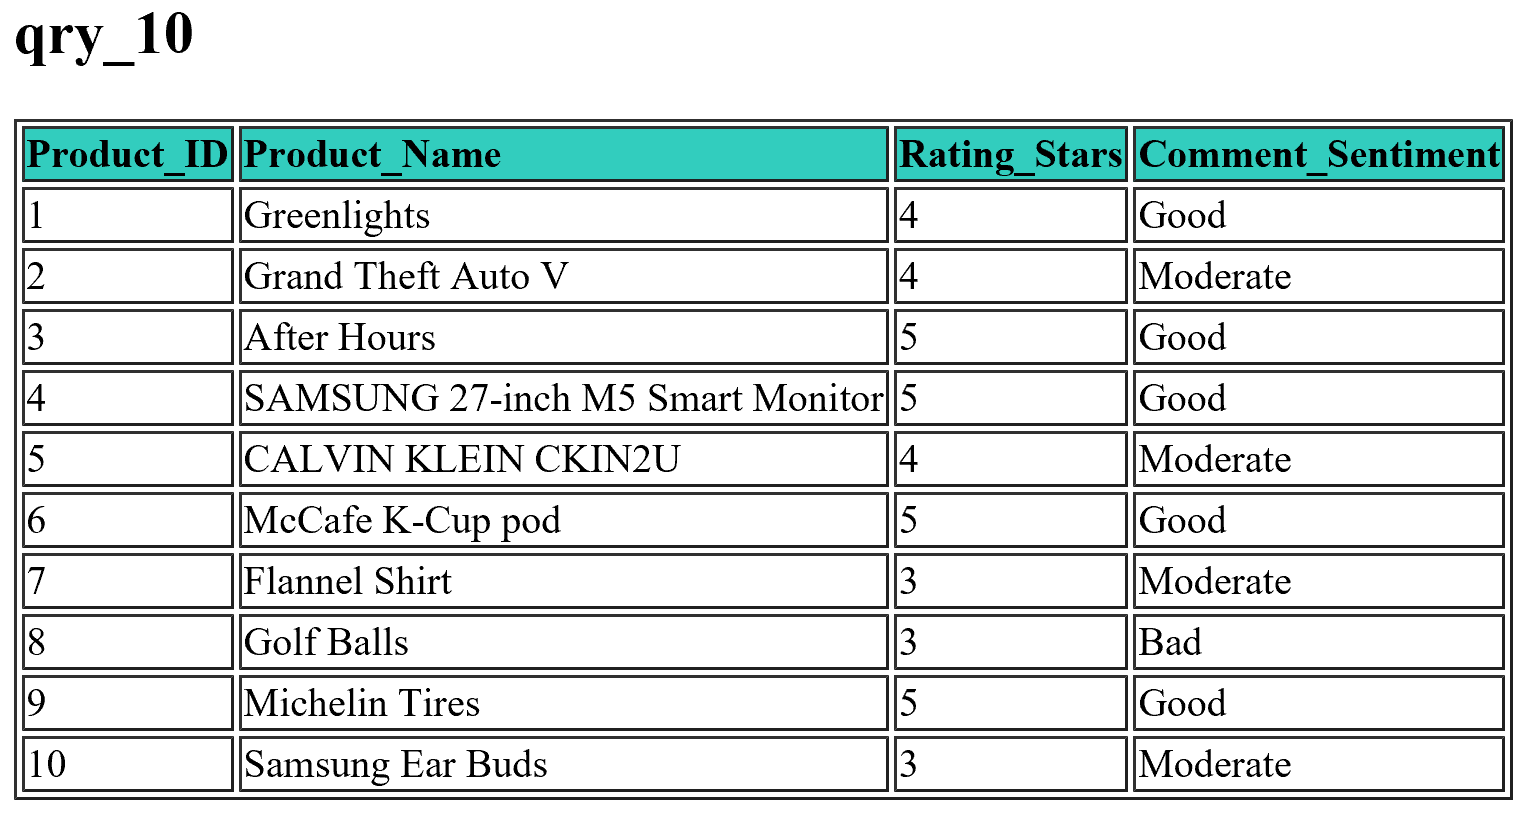 qry_10
Product_ID Product_Name Rating_Stars Comment_Sentiment
1 Greenlights 4 Good
2 Grand Theft Auto V 4 Moderate
3 After Hours 5 Good
4 SAMSUNG 27-inch M5 Smart Monitor 5 Good
5 CALVIN KLEIN CKIN2U 4 Moderate
6 McCafe K-Cup pod 5 Good
7 Flannel Shirt 3 Moderate
8 Golf Balls 3 Bad
9 Michelin Tires 5 Good
10 Samsung Ear Buds 3 Moderate